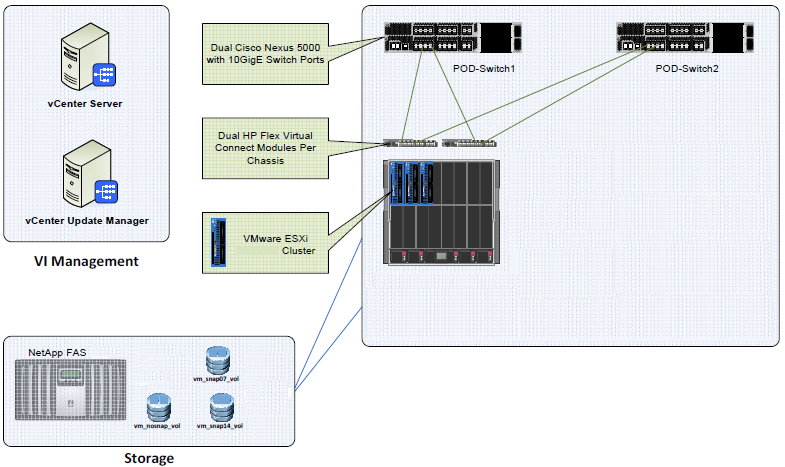 Dual Cisco Nexus 5000
with 10GigE Switch Ports
POD-Switch1
POD-Switch2
vCenter Server
Dual HP Flex Virtual
Connect Modules Per
Chassis
vCenter Update Manager
VMware ESXi
Cluster
VI Management
NetApp FAS
vm_snap07_vol
vm_nosnap_vol
vm_snap14_vol
Storage